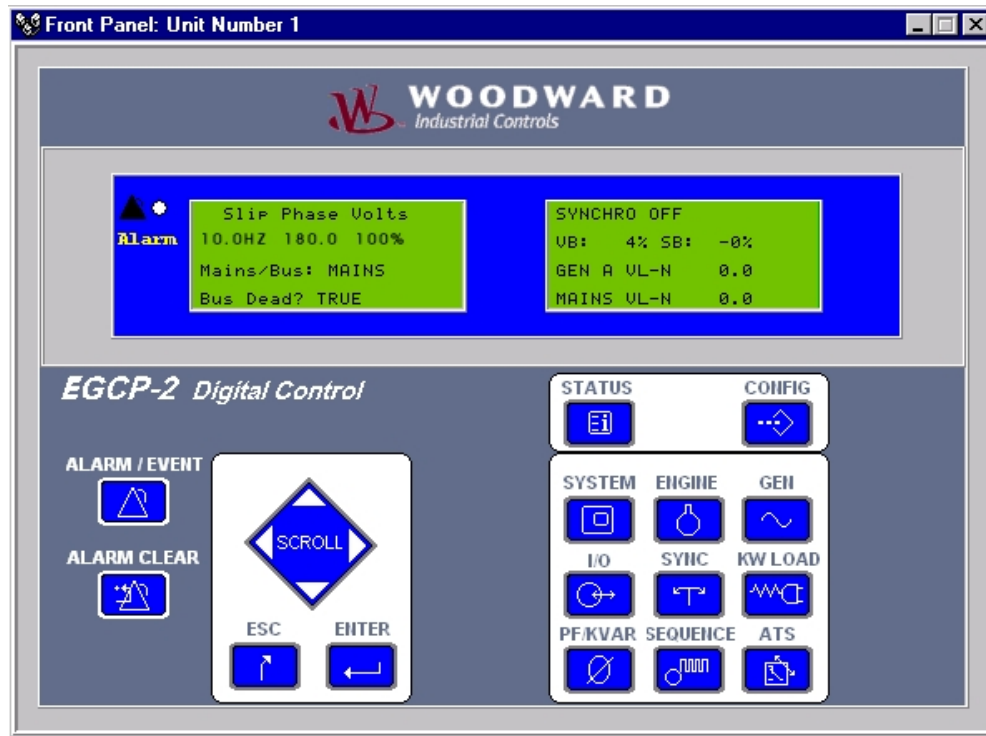 Front Panel: Unit Number 1
WOODWARD
Industrial Controls
Alarm
Slip Phase Volts
10.0HZ 180.0 100%
Mains/Bus: MAINS
Bus Dead? TRUE
SYNCHRO OFF
VB: 4% SB: -0%
GEN A VL-N 0.0
MAINS VL-N 0.0
EGCP-2 Digital Control
STATUS CONFIG
ALARM / EVENT
SYSTEM ENGINE GEN
SCROLL
ALARM CLEAR
I/O SYNC KW LOAD
ESC ENTER
PF/KVAR SEQUENCE ATS